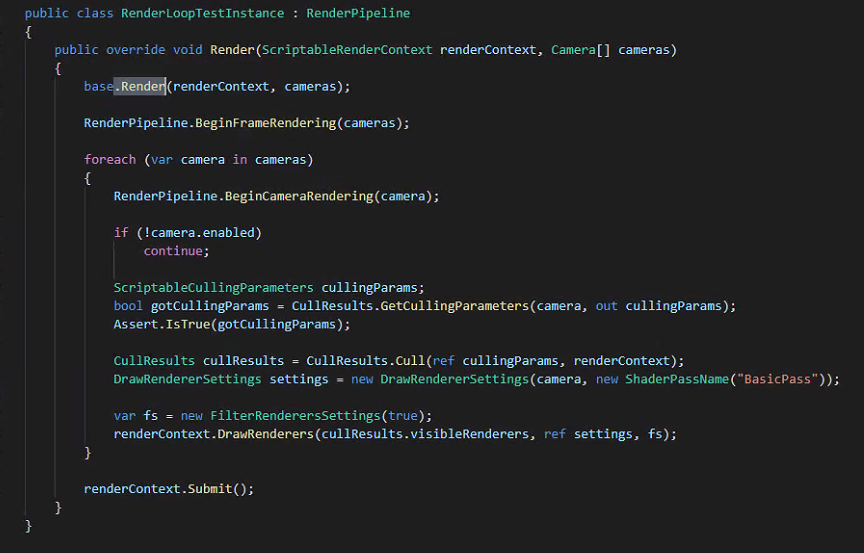 public class RenderLoopTestInstance : RenderPipeline
{
public override void Render(ScriptableRenderContext renderContext, Camera[] cameras)
{
base.Render(renderContext, cameras);
RenderPipeline.BeginFrameRendering(cameras);
foreach (var camera in cameras)
{
RenderPipeline.BeginCameraRendering(camera);
if (!camera.enabled)
continue;
ScriptableCullingParameters cullingParams;
bool gotCullingParams = CullResults.GetCullingParameters(camera, out cullingParams);
Assert.IsTrue(gotCullingParams);
CullResults cullResults = CullResults.Cull(ref cullingParams, renderContext);
DrawRendererSettings settings = new DrawRendererSettings(camera, new ShaderPassName("BasicPass"));
var fs = new FilterRenderersSettings(true);
renderContext.DrawRenderers(cullResults.visibleRenderers, ref settings, fs);
}
renderContext.Submit();
}
}